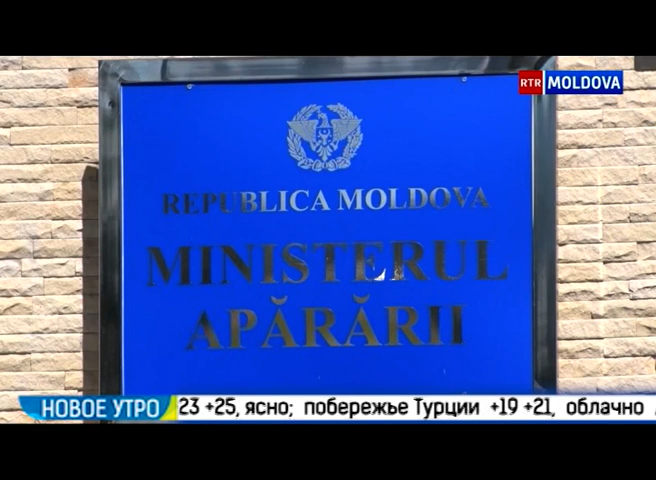 RTR MOLDOVA
REPUBLICA MOLDOVA
MINISTERUL
APĂRĂRII
НОВОЕ УТРО
23 +25, ясно; побережье Турции +19 +21, облачно